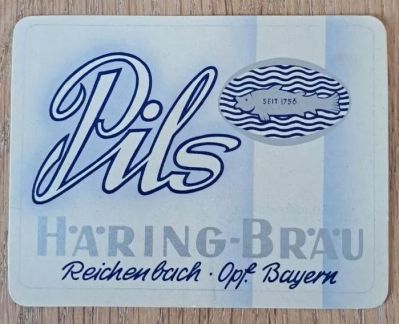 Pils
SEIT 1756
HÄRING-BRÄU
Reichenbach · Opf. Bayern